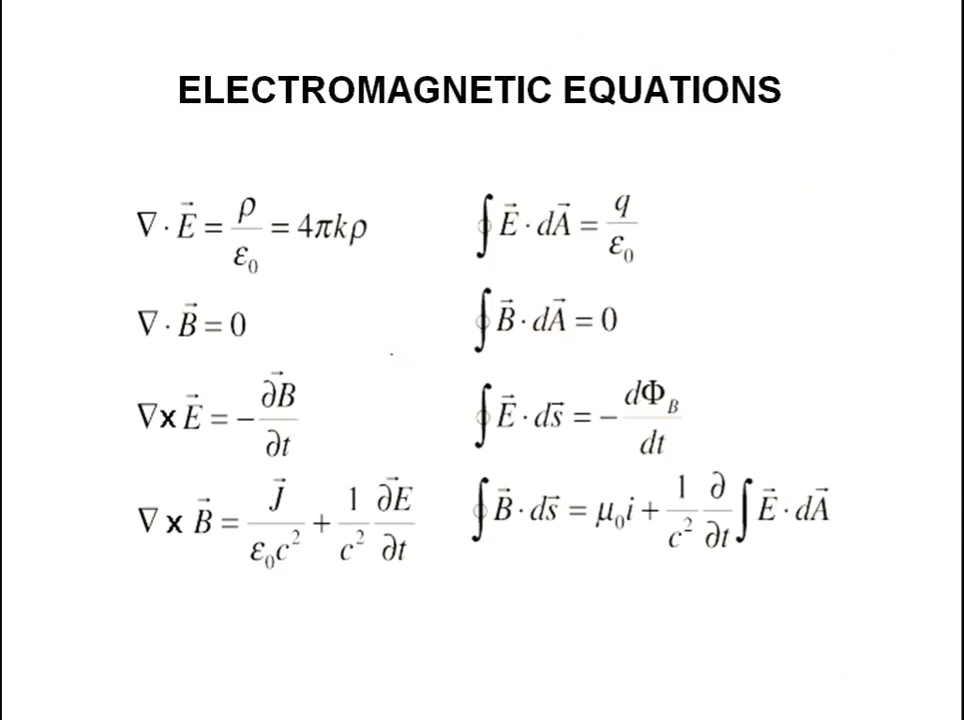 ELECTROMAGNETIC EQUATIONS
∇ · E⃗ = ρ/ε₀ = 4πkρ
∮ E⃗ · dA⃗ = q/ε₀
∇ · B⃗ = 0
∮ B⃗ · dA⃗ = 0
∇ x E⃗ = − ∂B⃗/∂t
∮ E⃗ · ds⃗ = − dΦ_B/dt
∇ x B⃗ = J⃗/ε₀c² + 1/c² ∂E⃗/∂t
∮ B⃗ · ds⃗ = μ₀i + 1/c² ∂/∂t ∫ E⃗ · dA⃗